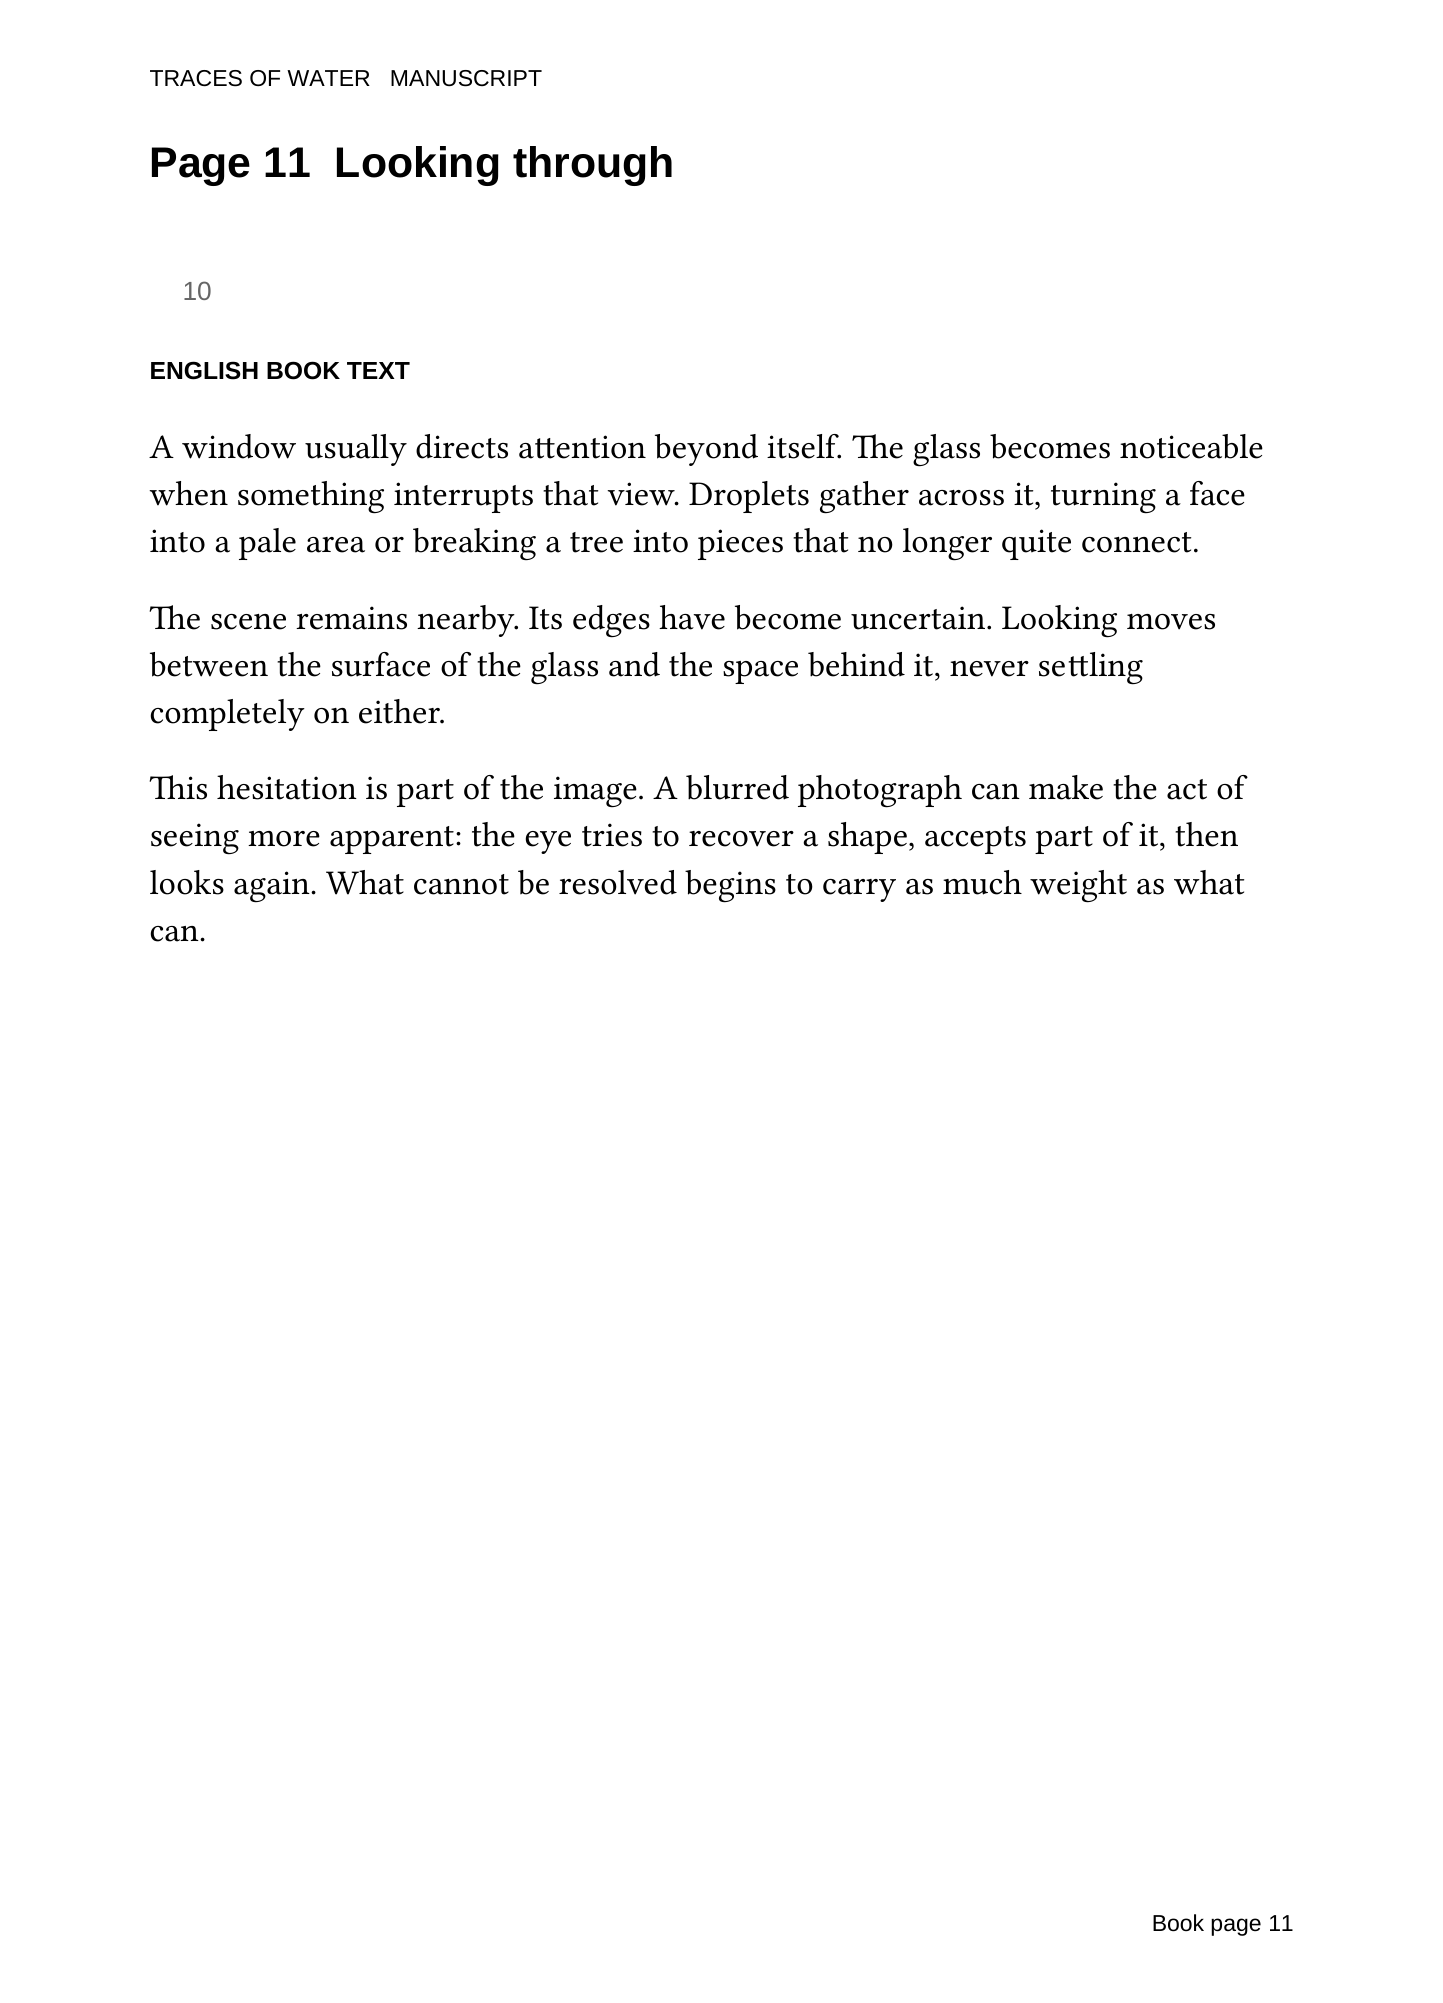 TRACES OF WATER MANUSCRIPT
Page 11 Looking through
10
ENGLISH BOOK TEXT
A window usually directs attention beyond itself. The glass becomes noticeable
when something interrupts that view. Droplets gather across it, turning a face
into a pale area or breaking a tree into pieces that no longer quite connect.
The scene remains nearby. Its edges have become uncertain. Looking moves
between the surface of the glass and the space behind it, never settling
completely on either.
This hesitation is part of the image. A blurred photograph can make the act of
seeing more apparent: the eye tries to recover a shape, accepts part of it, then
looks again. What cannot be resolved begins to carry as much weight as what
can.
Book page 11